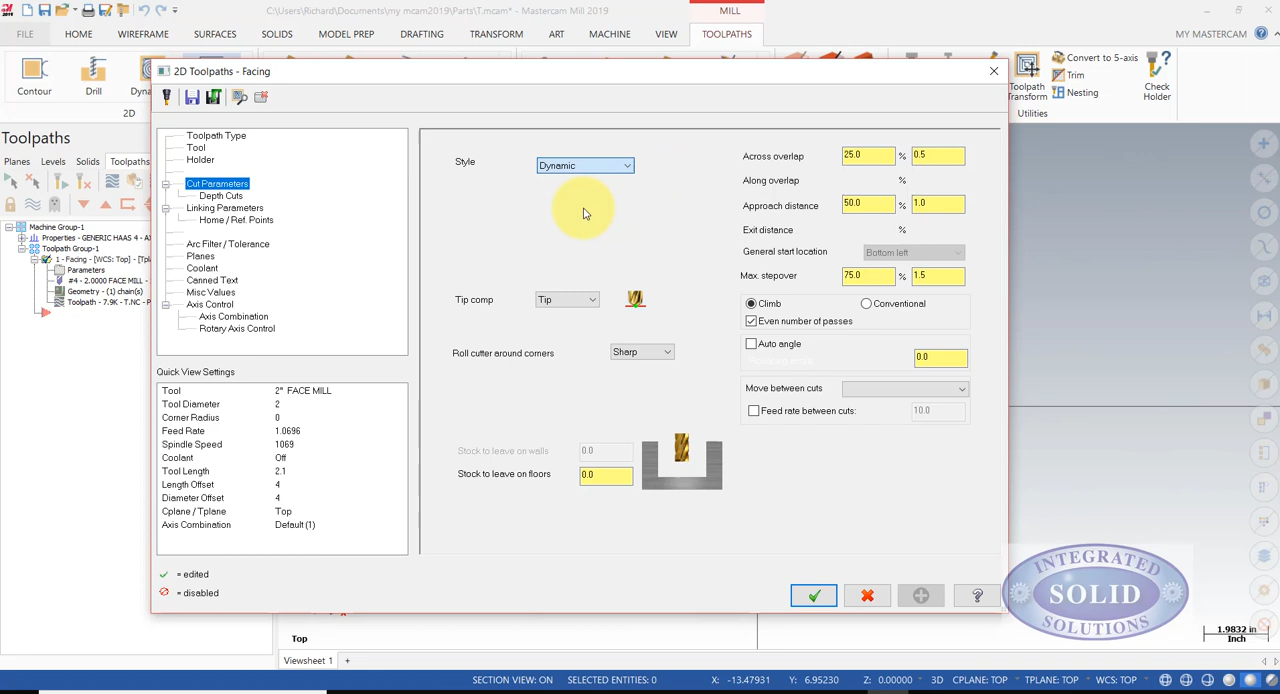 C:\Users\Richard\Documents\my mcam2019\Parts\T.mcam* - Mastercam Mill 2019
MILL
FILE HOME WIREFRAME SURFACES SOLIDS MODEL PREP DRAFTING TRANSFORM ART MACHINE VIEW TOOLPATHS MY MASTERCAM
Contour Drill Dyna
2D
Toolpath Transform
Convert to 5-axis
Trim
Nesting
Check Holder
Utilities
Toolpaths
Planes Levels Solids Toolpaths
Machine Group-1
Properties - GENERIC HAAS 4 - A
Toolpath Group-1
1 - Facing - [WCS: Top] - [Tpl
Parameters
#4 - 2.0000 FACE MILL -
Geometry - (1) chain(s)
Toolpath - 7.9K - T.NC - P
2D Toolpaths - Facing
Toolpath Type
Tool
Holder
Cut Parameters
Depth Cuts
Linking Parameters
Home / Ref. Points
Arc Filter / Tolerance
Planes
Coolant
Canned Text
Misc Values
Axis Control
Axis Combination
Rotary Axis Control
Quick View Settings
Tool 2" FACE MILL
Tool Diameter 2
Corner Radius 0
Feed Rate 1.0696
Spindle Speed 1069
Coolant Off
Tool Length 2.1
Length Offset 4
Diameter Offset 4
Cplane / Tplane Top
Axis Combination Default (1)
= edited
= disabled
Style Dynamic
Tip comp Tip
Roll cutter around corners Sharp
Stock to leave on walls 0.0
Stock to leave on floors 0.0
Across overlap 25.0 % 0.5
Along overlap %
Approach distance 50.0 % 1.0
Exit distance %
General start location Bottom left
Max. stepover 75.0 % 1.5
Climb Conventional
Even number of passes
Auto angle
0.0
Move between cuts
Feed rate between cuts: 10.0
INTEGRATED
SOLID
SOLUTIONS
Top
1.9832 in
Inch
Viewsheet 1 +
SECTION VIEW: ON SELECTED ENTITIES: 0 X: -13.47931 Y: 6.95230 Z: 0.00000 3D CPLANE: TOP TPLANE: TOP WCS: TOP